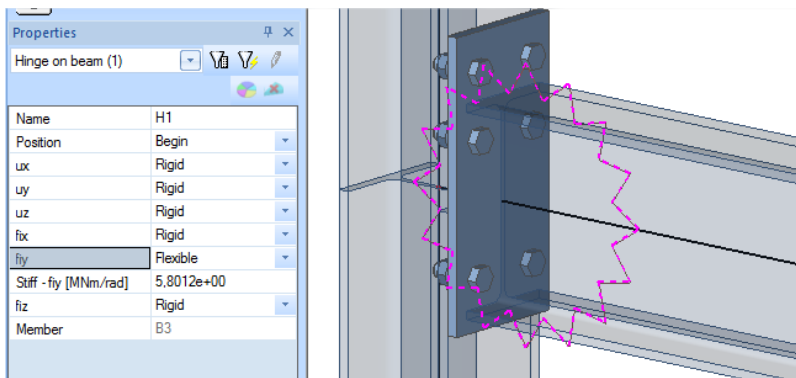 Properties
Hinge on beam (1)
Name H1
Position Begin
ux Rigid
uy Rigid
uz Rigid
fix Rigid
fiy Flexible
Stiff - fiy [MNm/rad] 5,8012e+00
fiz Rigid
Member B3